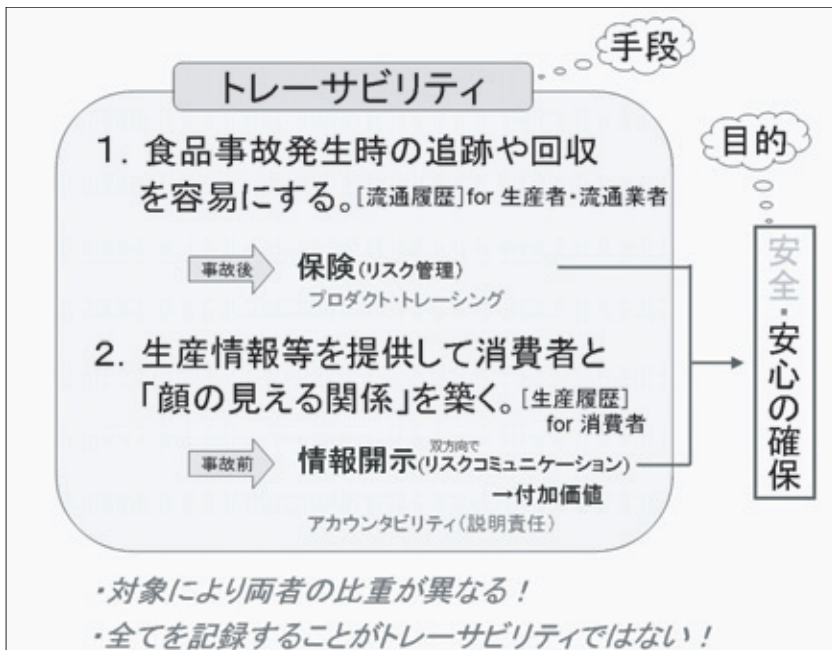 手段
トレーサビリティ
1. 食品事故発生時の追跡や回収
を容易にする。[流通履歴]for 生産者・流通業者
事故後
保険(リスク管理)
プロダクト・トレーシング
2. 生産情報等を提供して消費者と
「顔の見える関係」を築く。[生産履歴]
for 消費者
事故前
双方向で
情報開示(リスクコミュニケーション)
→付加価値
アカウンタビリティ(説明責任)
目的
安全・安心の確保
・対象により両者の比重が異なる!
・全てを記録することがトレーサビリティではない!